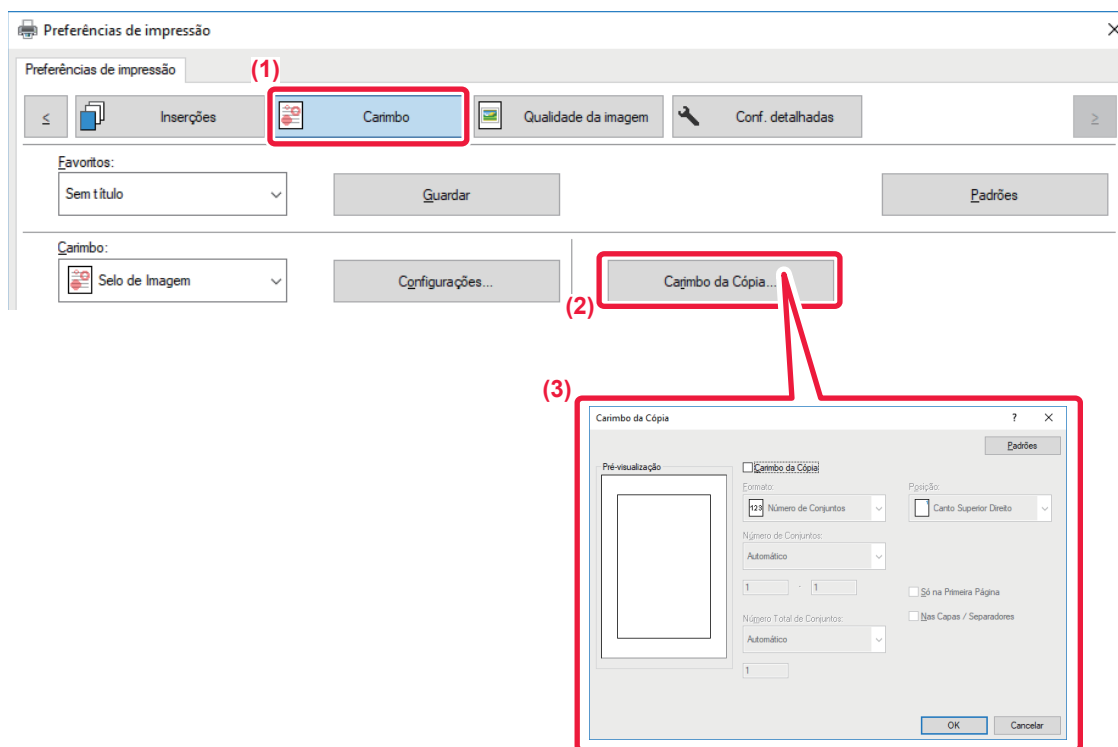 Preferências de impressão
Preferências de impressão
(1)
< Inserções Carimbo Qualidade da imagem Conf. detalhadas >
Favoritos:
Sem título Guardar Padrões
Carimbo:
Selo de Imagem Configurações... Carimbo da Cópia...
(2)
(3)
Carimbo da Cópia ?
Padrões
Pré-visualização Carimbo da Cópia
Formato: Posição:
123 Número de Conjuntos Canto Superior Direito
Número de Conjuntos:
Automático
1 - 1
Só na Primeira Página
Número Total de Conjuntos: Nas Capas / Separadores
Automático
1
OK Cancelar